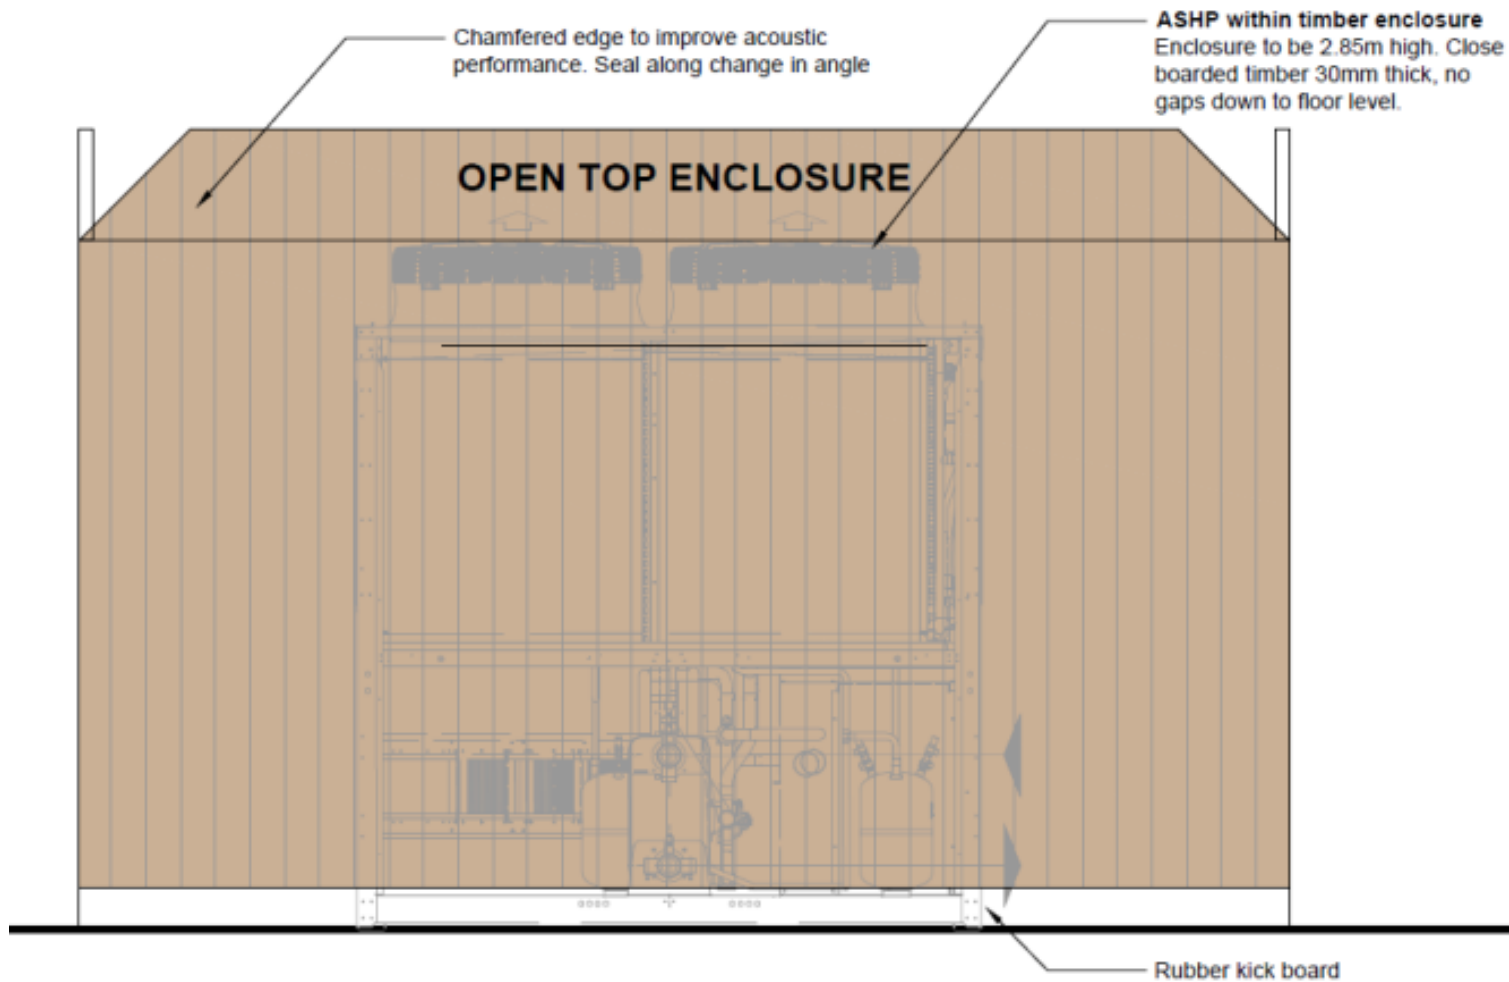 Chamfered edge to improve acoustic
performance. Seal along change in angle
ASHP within timber enclosure
Enclosure to be 2.85m high. Close
boarded timber 30mm thick, no
gaps down to floor level.
OPEN TOP ENCLOSURE
Rubber kick board